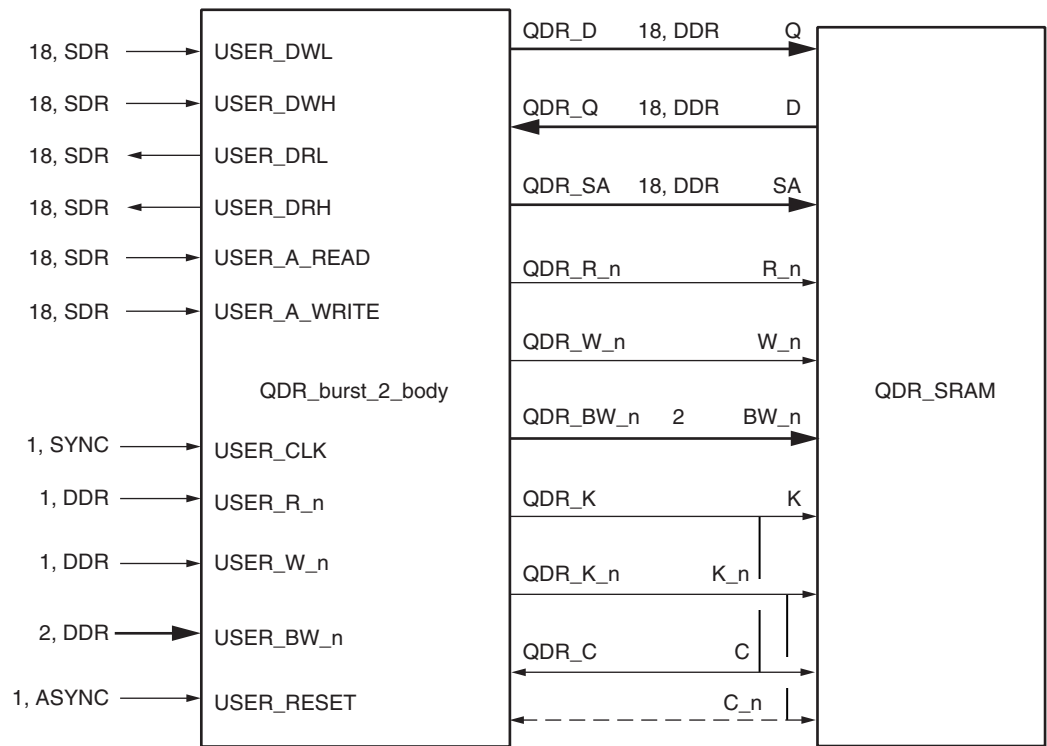 QDR_D 18, DDR Q
18, SDR USER_DWL
18, SDR USER_DWH QDR_Q 18, DDR D
18, SDR USER_DRL
QDR_SA 18, DDR SA
18, SDR USER_DRH
18, SDR USER_A_READ QDR_R_n R_n
18, SDR USER_A_WRITE
QDR_W_n W_n
QDR_burst_2_body QDR_SRAM
QDR_BW_n 2 BW_n
1, SYNC USER_CLK
1, DDR USER_R_n QDR_K K
1, DDR USER_W_n QDR_K_n K_n
2, DDR USER_BW_n
QDR_C C
1, ASYNC USER_RESET C_n